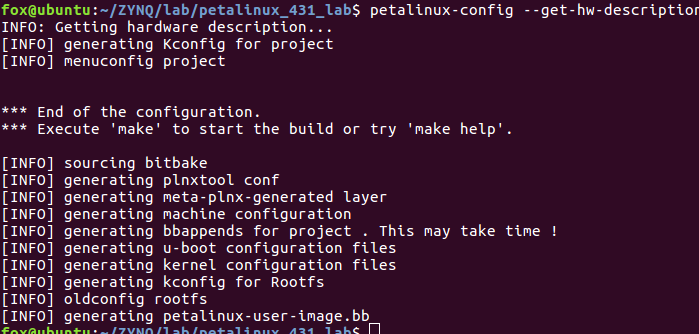 fox@ubuntu:~/ZYNQ/lab/petalinux_431_lab$ petalinux-config --get-hw-description
INFO: Getting hardware description...
[INFO] generating Kconfig for project
[INFO] menuconfig project
*** End of the configuration.
*** Execute 'make' to start the build or try 'make help'.
[INFO] sourcing bitbake
[INFO] generating plnxtool conf
[INFO] generating meta-plnx-generated layer
[INFO] generating machine configuration
[INFO] generating bbappends for project . This may take time !
[INFO] generating u-boot configuration files
[INFO] generating kernel configuration files
[INFO] generating kconfig for Rootfs
[INFO] oldconfig rootfs
[INFO] generating petalinux-user-image.bb
fox@ubuntu:~/ZYNQ/lab/petalinux_431_lab$